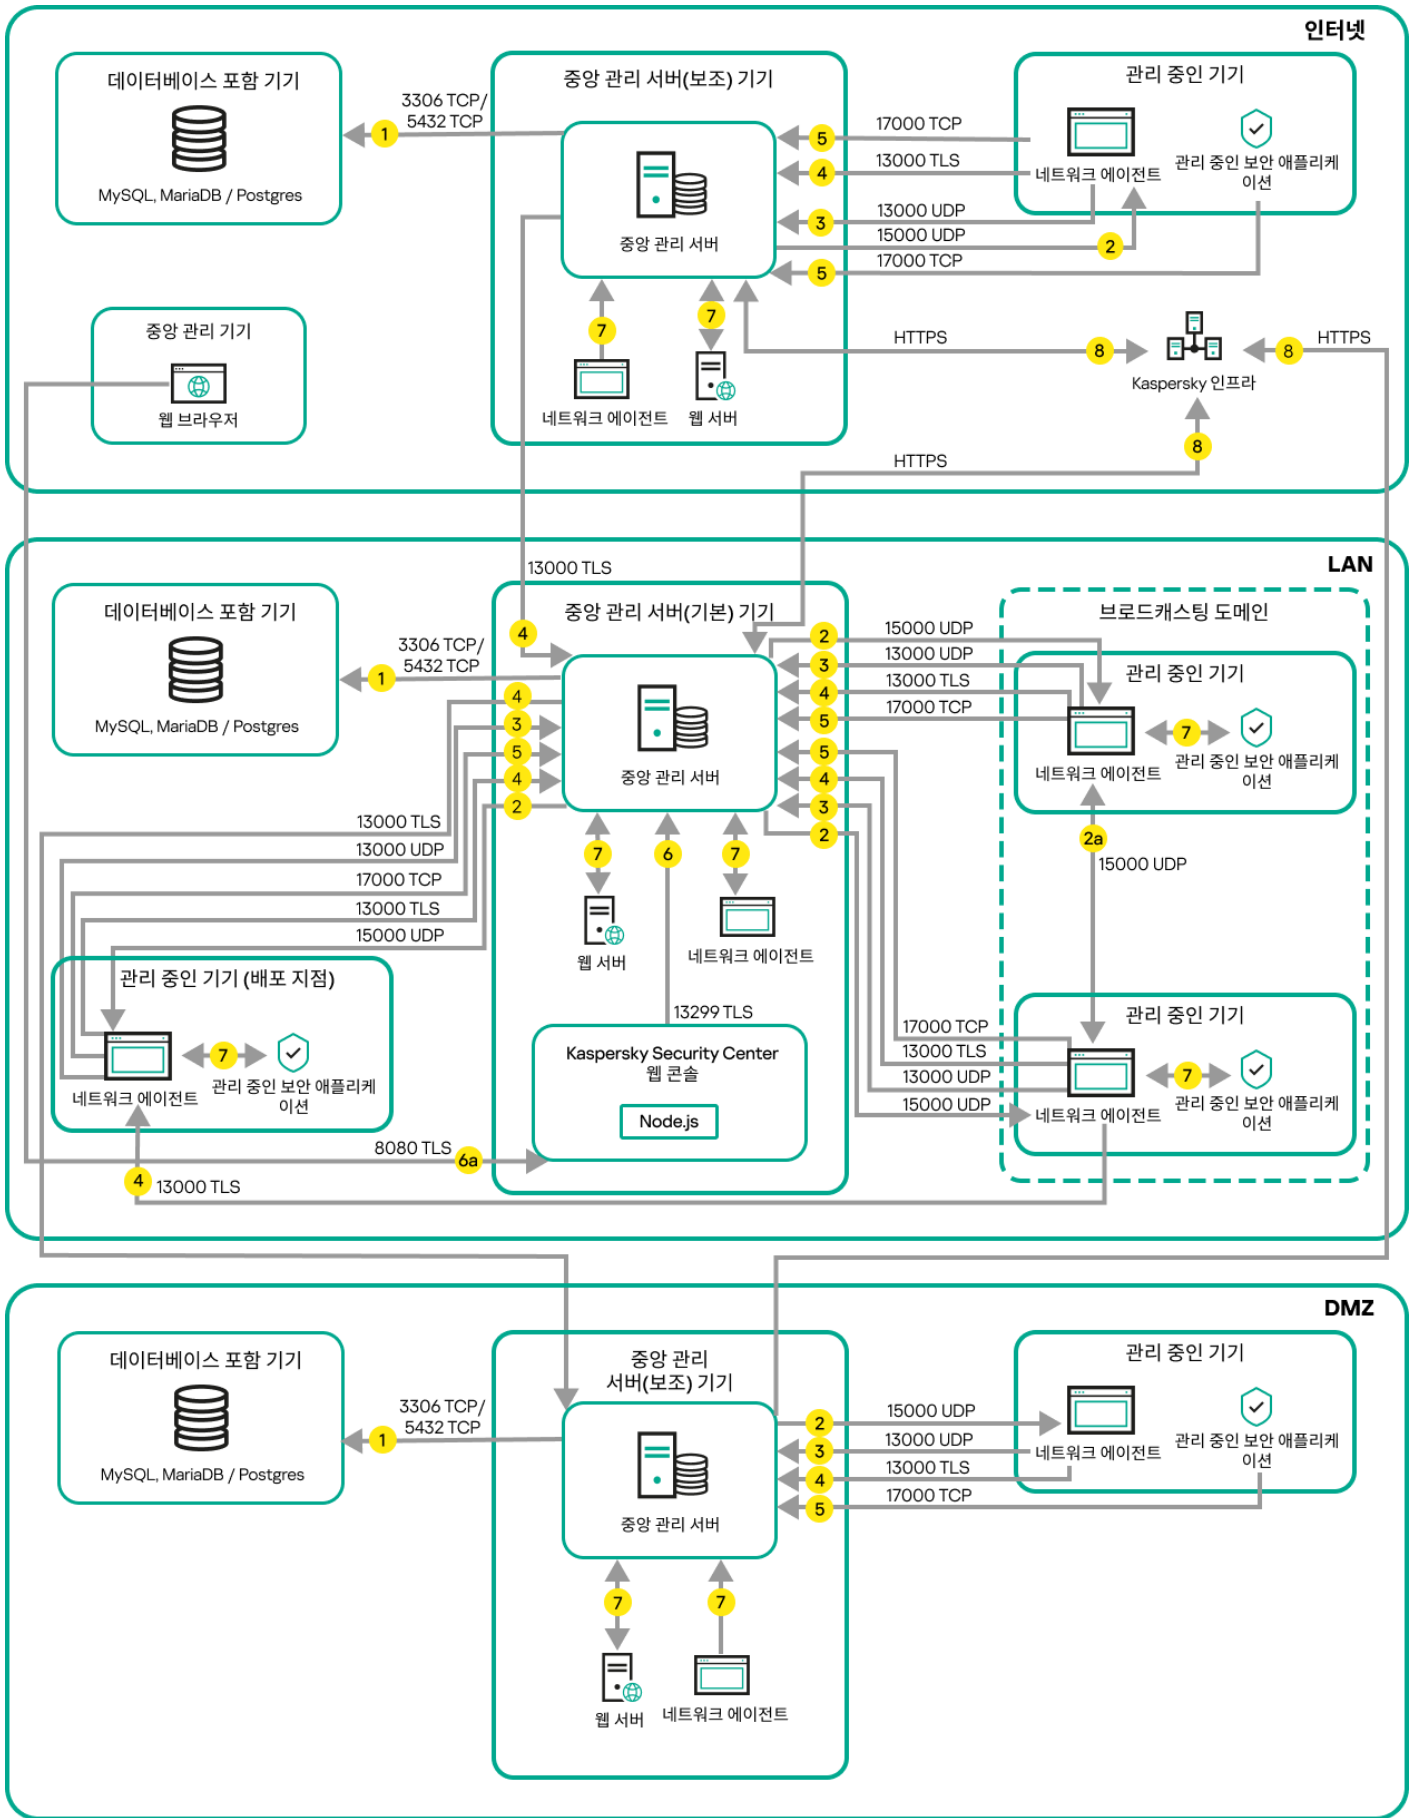 인터넷
데이터베이스 포함 기기
MySQL, MariaDB / Postgres
3306 TCP/
5432 TCP
1
중앙 관리 서버(보조) 기기
중앙 관리 서버
7
네트워크 에이전트
7
웹 서버
관리 중인 기기
네트워크 에이전트
관리 중인 보안 애플리케
이션
5
17000 TCP
4
13000 TLS
3
13000 UDP
15000 UDP
2
5
17000 TCP
중앙 관리 기기
웹 브라우저
HTTPS
8
Kaspersky 인프라
8
HTTPS
8
HTTPS
LAN
13000 TLS
4
데이터베이스 포함 기기
MySQL, MariaDB / Postgres
3306 TCP/
5432 TCP
1
중앙 관리 서버(기본) 기기
중앙 관리 서버
4
3
5
4
2
13000 TLS
13000 UDP
17000 TCP
13000 TLS
15000 UDP
2
15000 UDP
3
13000 UDP
4
13000 TLS
5
17000 TCP
5
4
3
2
브로드캐스팅 도메인
관리 중인 기기
네트워크 에이전트
7
관리 중인 보안 애플리케
이션
2a
15000 UDP
7
웹 서버
6
7
네트워크 에이전트
13299 TLS
Kaspersky Security Center
웹 콘솔
Node.js
관리 중인 기기 (배포 지점)
네트워크 에이전트
7
관리 중인 보안 애플리케
이션
17000 TCP
13000 TLS
13000 UDP
15000 UDP
관리 중인 기기
네트워크 에이전트
7
관리 중인 보안 애플리케
이션
8080 TLS
6a
4
13000 TLS
DMZ
데이터베이스 포함 기기
MySQL, MariaDB / Postgres
3306 TCP/
5432 TCP
1
중앙 관리
서버(보조) 기기
중앙 관리 서버
2
15000 UDP
3
13000 UDP
4
13000 TLS
5
17000 TCP
관리 중인 기기
네트워크 에이전트
관리 중인 보안 애플리케
이션
7
웹 서버
7
네트워크 에이전트